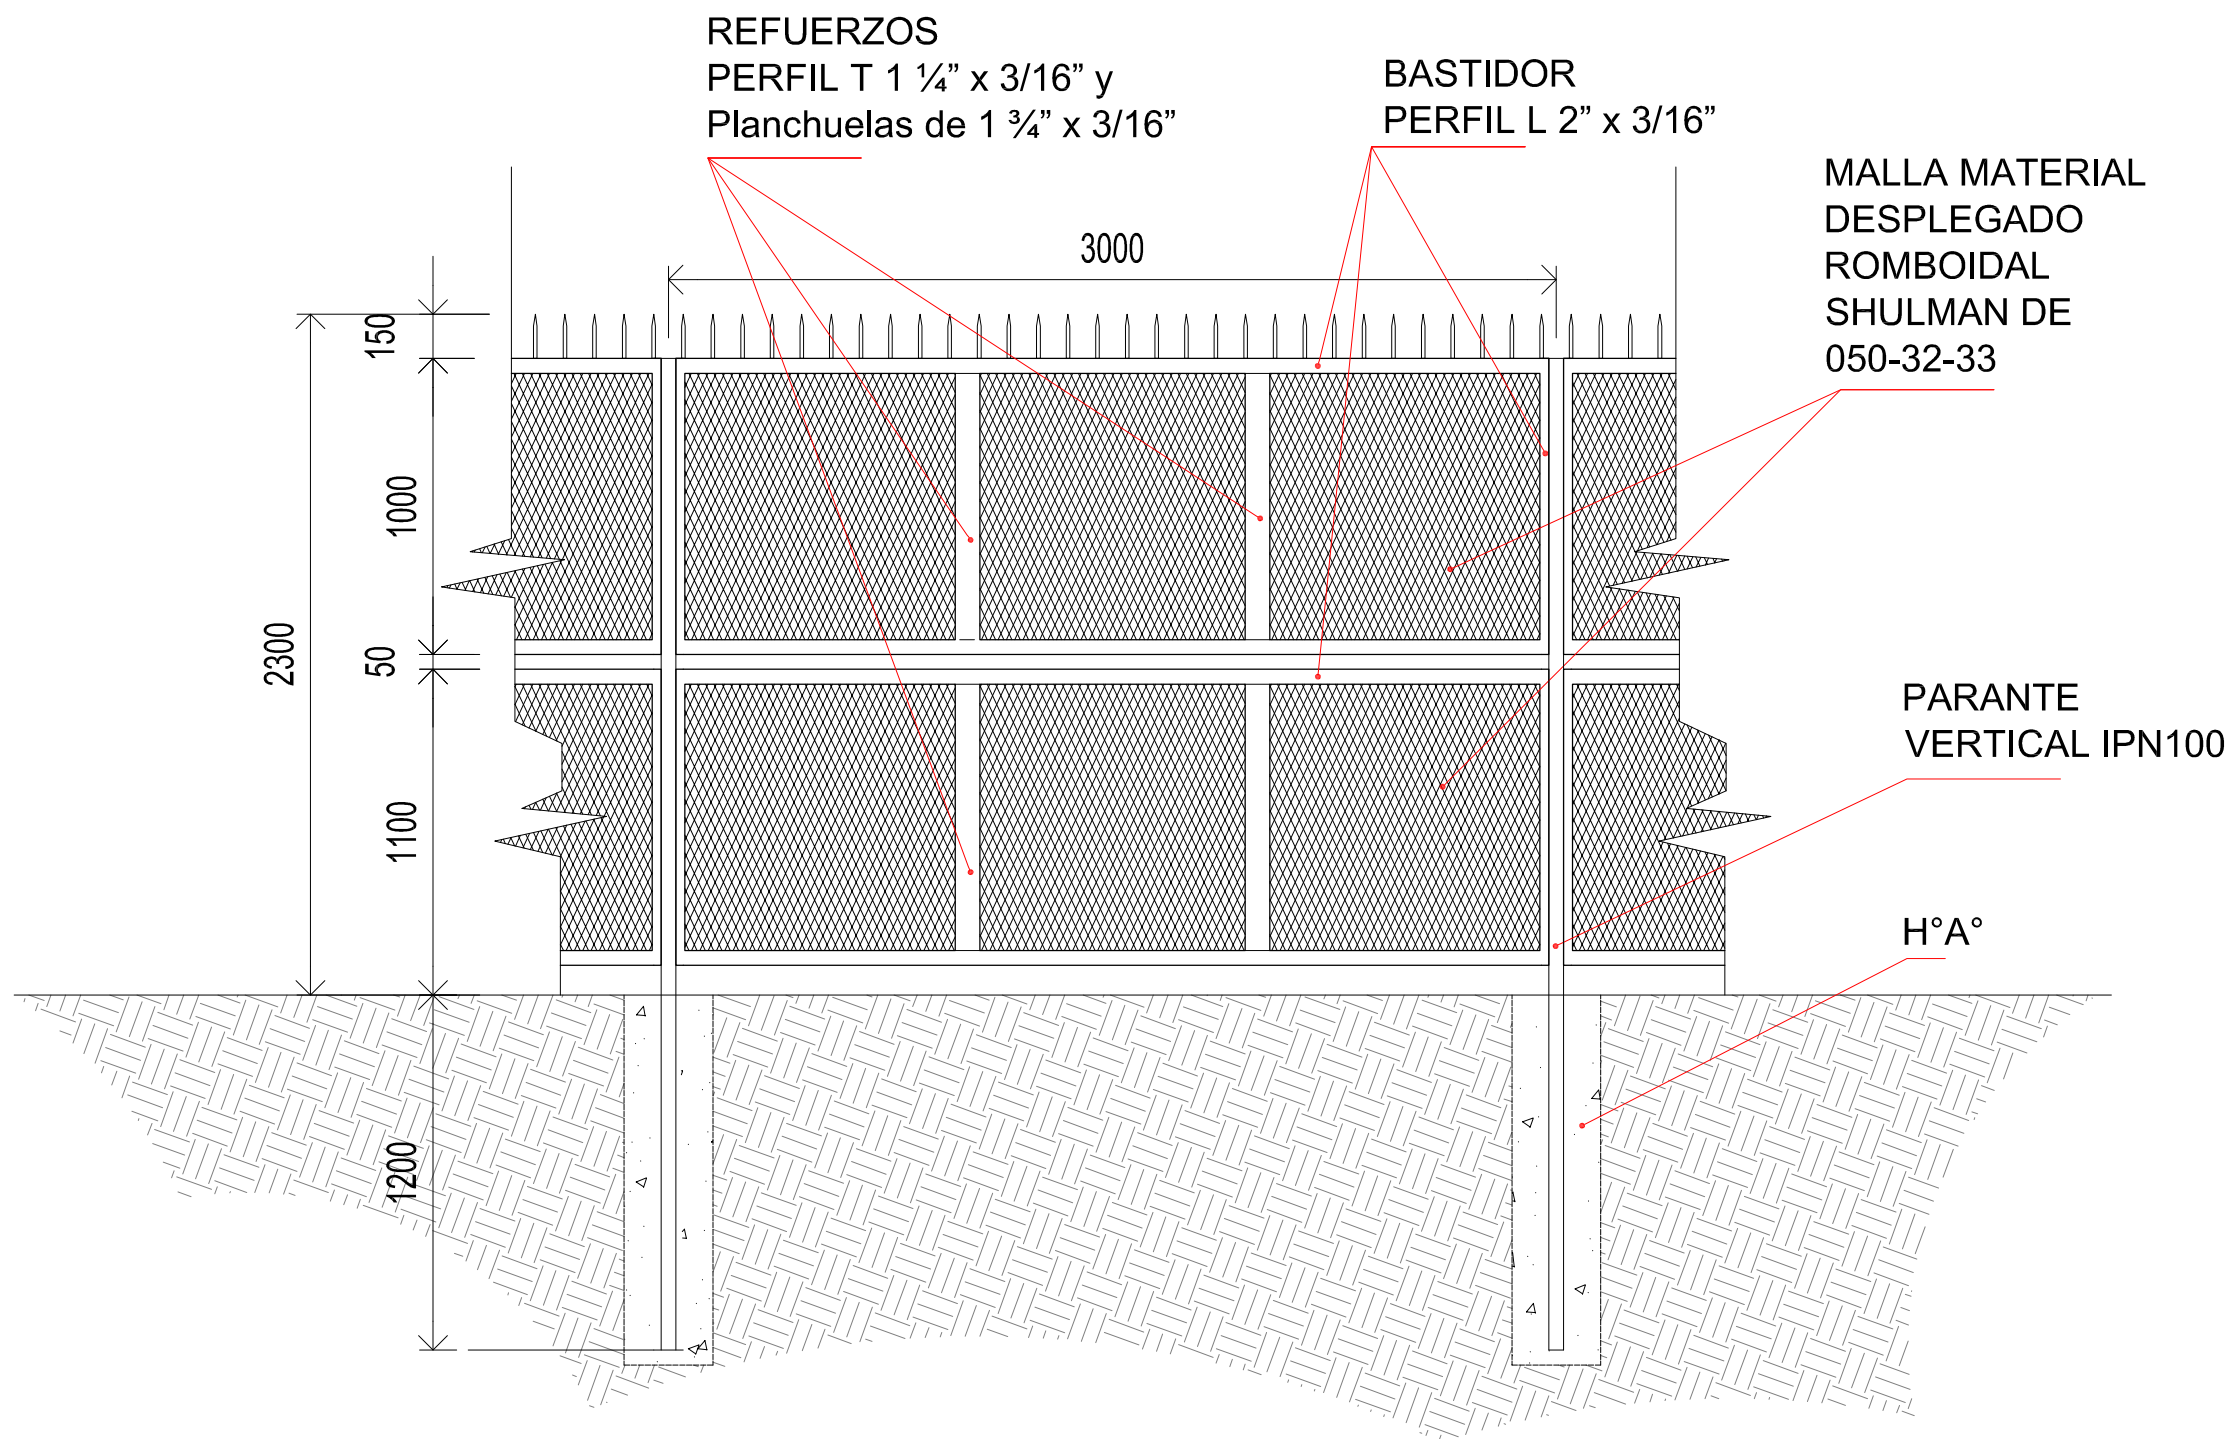 REFUERZOS
PERFIL T 1 ¼” x 3/16” y
Planchuelas de 1 ¾” x 3/16”
BASTIDOR
PERFIL L 2” x 3/16”
MALLA MATERIAL
DESPLEGADO
ROMBOIDAL
SHULMAN DE
050-32-33
3000
150
1000
2300
50
1100
PARANTE
VERTICAL IPN100
H°A°
1200